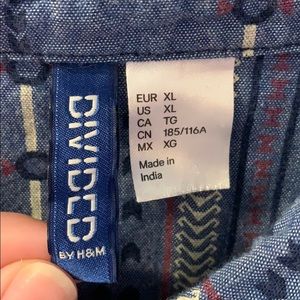 DIVIDED
BY H&M
EUR XL
US XL
CA TG
CN 185/116A
MX XG
Made in
India